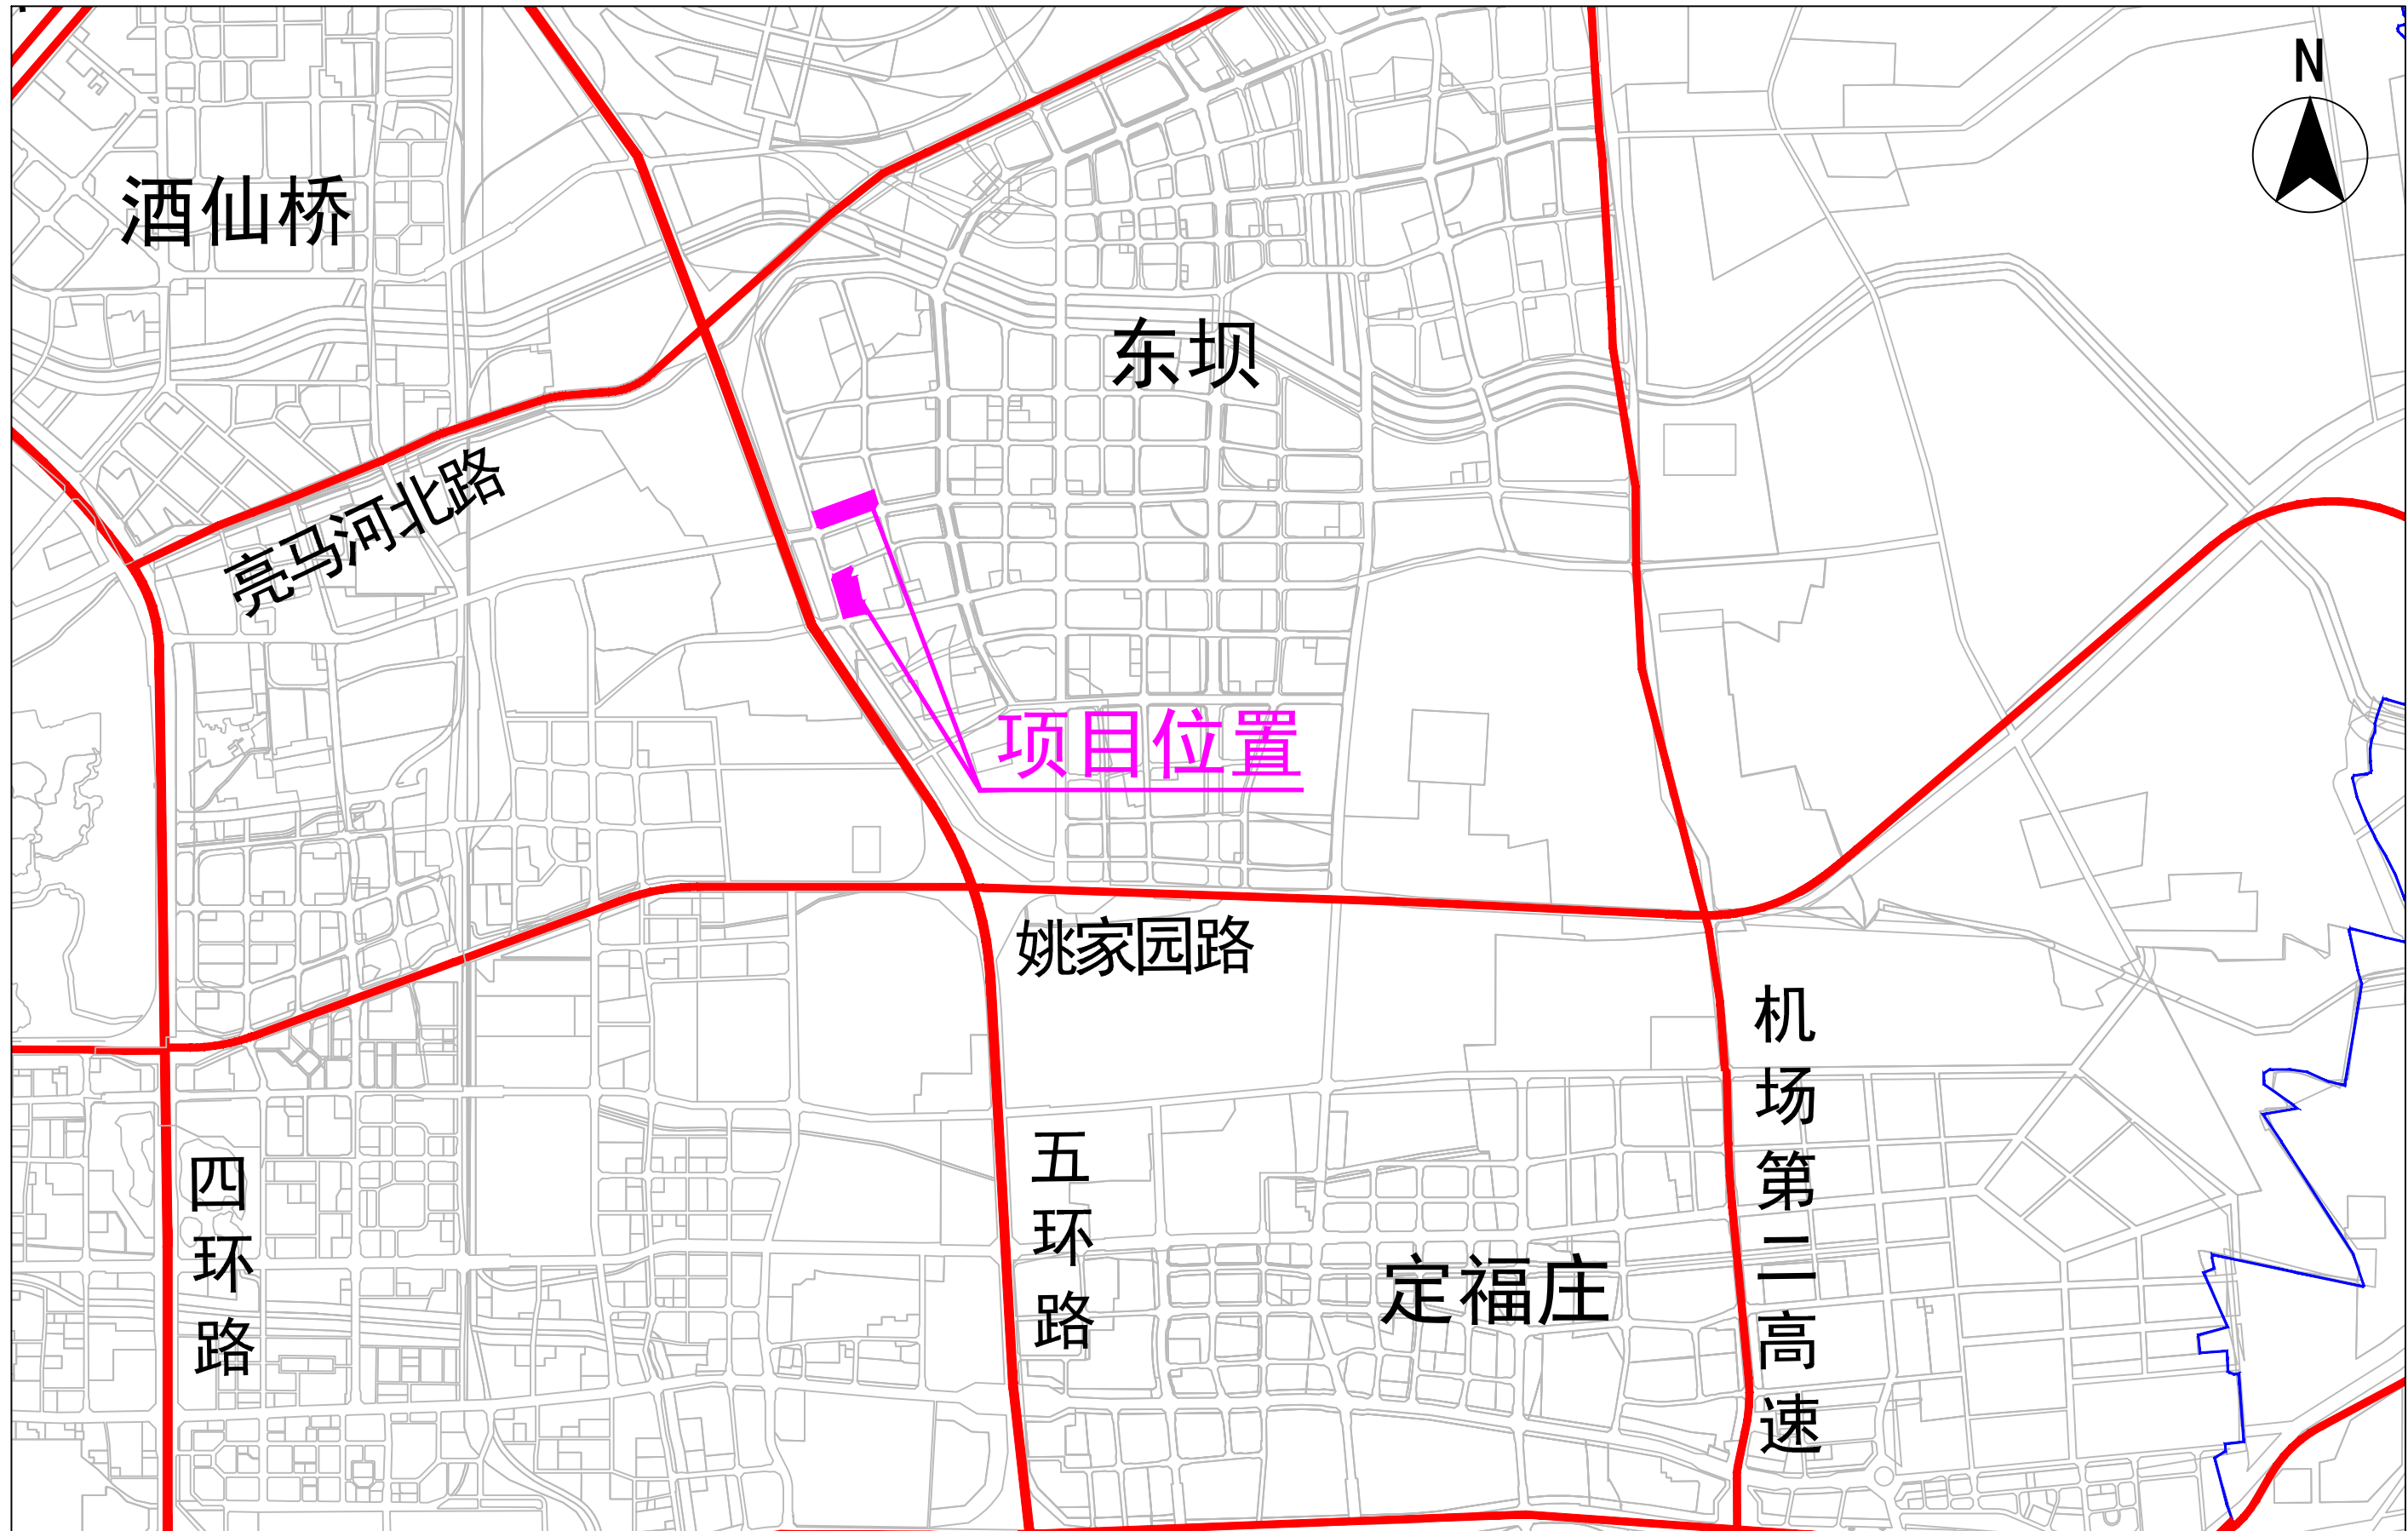 N
酒仙桥
东坝
亮马河北路
项目位置
姚家园路
机场第二高速
四环路
五环路
定福庄